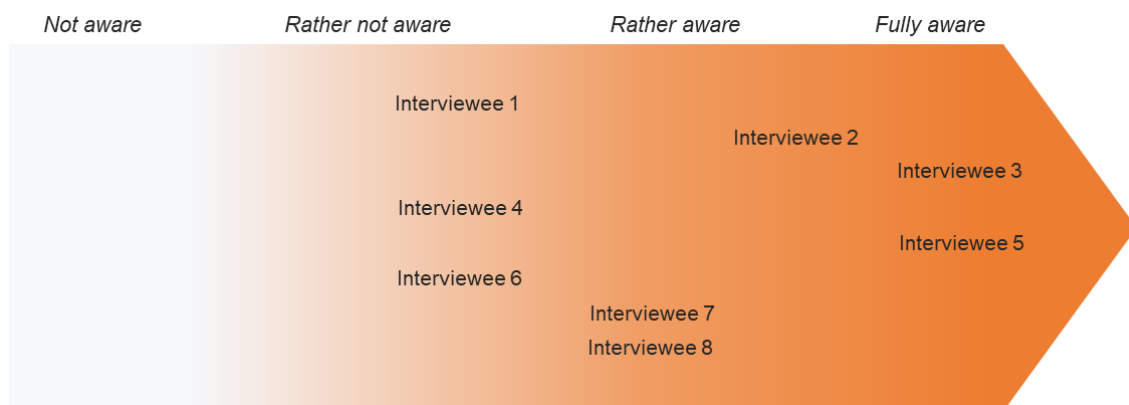 Not aware Rather not aware Rather aware Fully aware
Interviewee 1
Interviewee 2
Interviewee 3
Interviewee 4
Interviewee 5
Interviewee 6
Interviewee 7
Interviewee 8